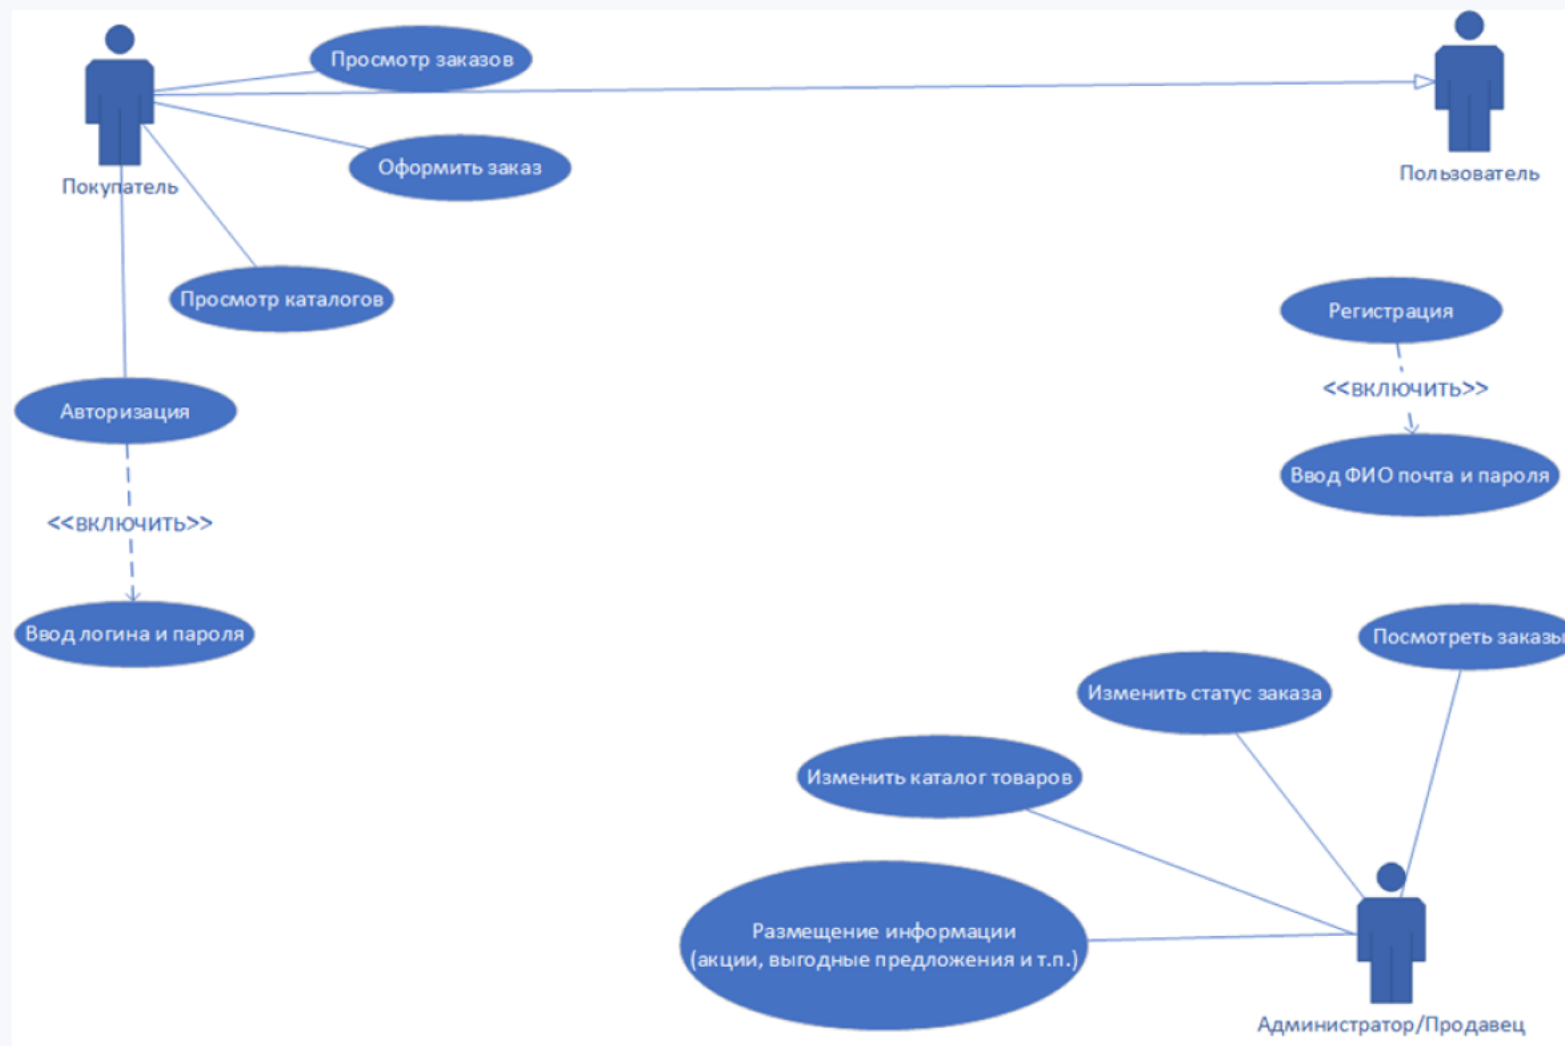 Просмотр заказов
Оформить заказ
Покупатель
Пользователь
Просмотр каталогов
Регистрация
<<включить>>
Авторизация
Ввод ФИО почта и пароля
<<включить>>
Ввод логина и пароля
Посмотреть заказы
Изменить статус заказа
Изменить каталог товаров
Размещение информации
(акции, выгодные предложения и т.п.)
Администратор/Продавец